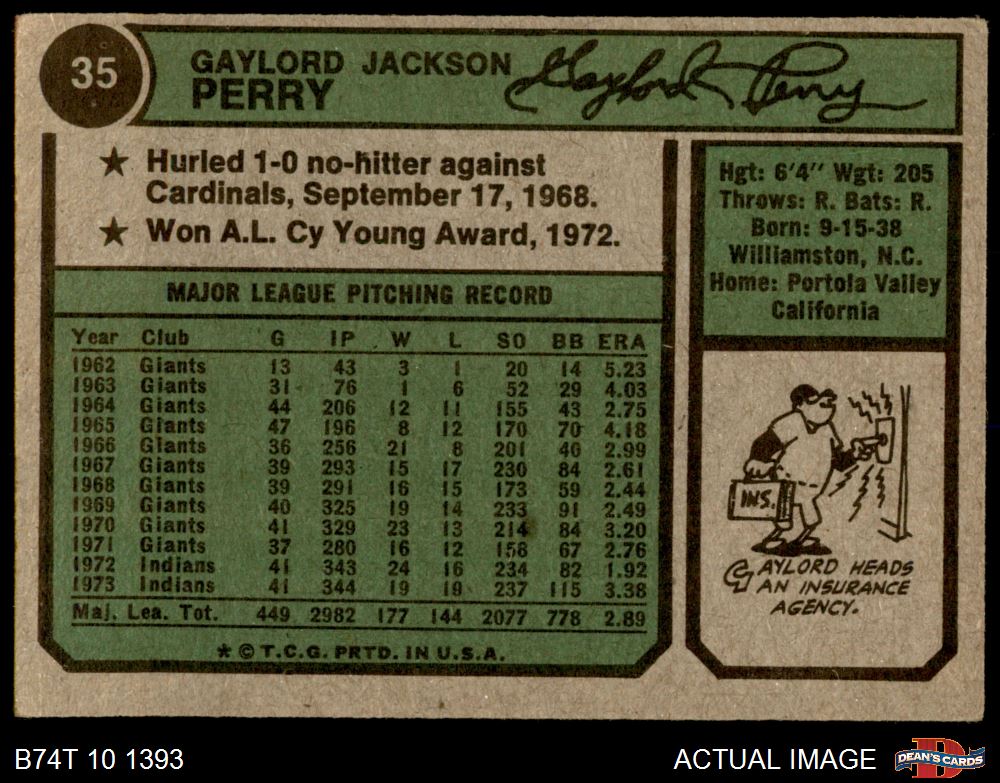 35
GAYLORD JACKSON
PERRY
Gaylord Perry
★ Hurled 1-0 no-hitter against
Cardinals, September 17, 1968.
★ Won A.L. Cy Young Award, 1972.
Hgt: 6'4" Wgt: 205
Throws: R. Bats: R.
Born: 9-15-38
Williamston, N.C.
Home: Portola Valley
California
MAJOR LEAGUE PITCHING RECORD
Year Club G IP W L SO BB ERA
1962 Giants 13 43 3 1 20 14 5.23
1963 Giants 31 76 1 6 52 29 4.03
1964 Giants 44 206 12 11 155 43 2.75
1965 Giants 47 196 8 12 170 70 4.18
1966 Giants 36 256 21 8 201 40 2.99
1967 Giants 39 293 15 17 230 84 2.61
1968 Giants 39 291 16 15 173 59 2.44
1969 Giants 40 325 19 14 233 91 2.49
1970 Giants 41 329 23 13 214 84 3.20
1971 Giants 37 280 16 12 158 67 2.76
1972 Indians 41 343 24 16 234 82 1.92
1973 Indians 41 344 19 19 237 115 3.38
Maj. Lea. Tot. 449 2982 177 144 2077 778 2.89
★ © T.C.G. PRTD. IN U.S.A.
INS.
GAYLORD HEADS
AN INSURANCE
AGENCY.
B74T 10 1393
ACTUAL IMAGE
D
DEAN'S CARDS